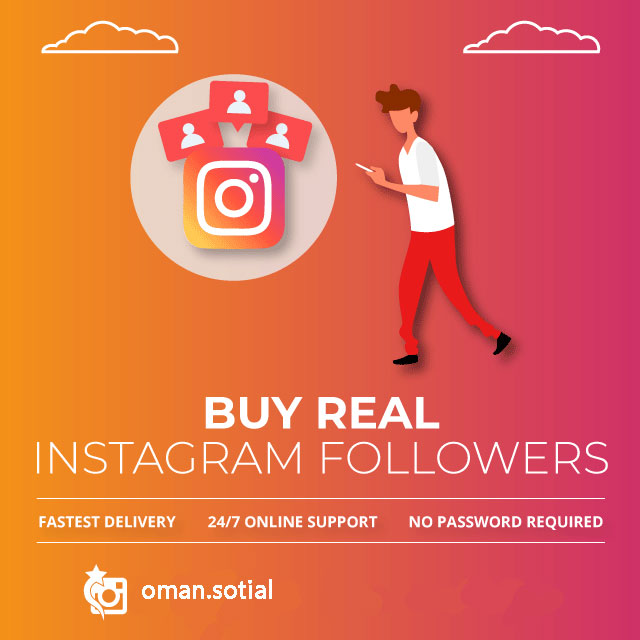 BUY REAL
INSTAGRAM FOLLOWERS
FASTEST DELIVERY 24/7 ONLINE SUPPORT NO PASSWORD REQUIRED
oman.sotial